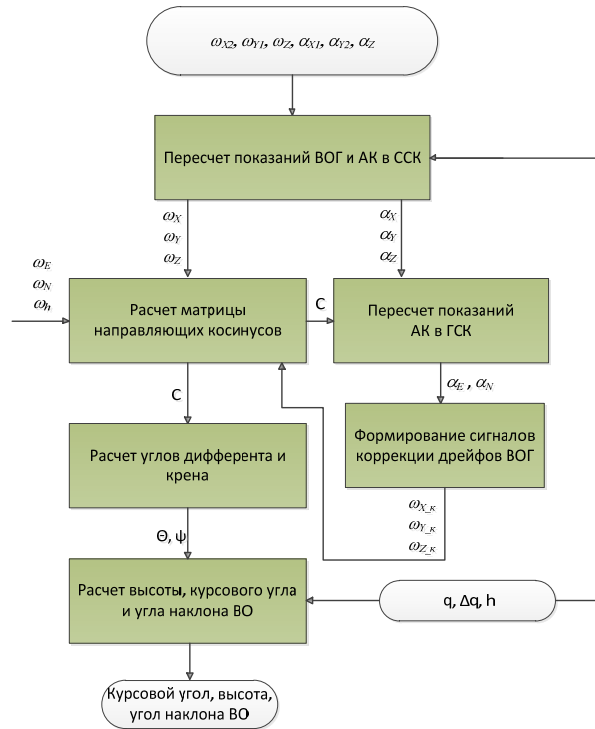 ωX2, ωY1, ωZ, αX1, αY2, αZ
Пересчет показаний ВОГ и АК в ССК
ωX
ωY
ωZ
αX
αY
αZ
ωE
ωN
ωh
Расчет матрицы
направляющих косинусов
С
Пересчет показаний
АК в ГСК
С
αE , αN
Расчет углов дифферента и
крена
Формирование сигналов
коррекции дрейфов ВОГ
ωX_к
ωY_к
ωZ_к
Θ, ψ
Расчет высоты, курсового угла
и угла наклона ВО
q, Δq, h
Курсовой угол, высота,
угол наклона ВО